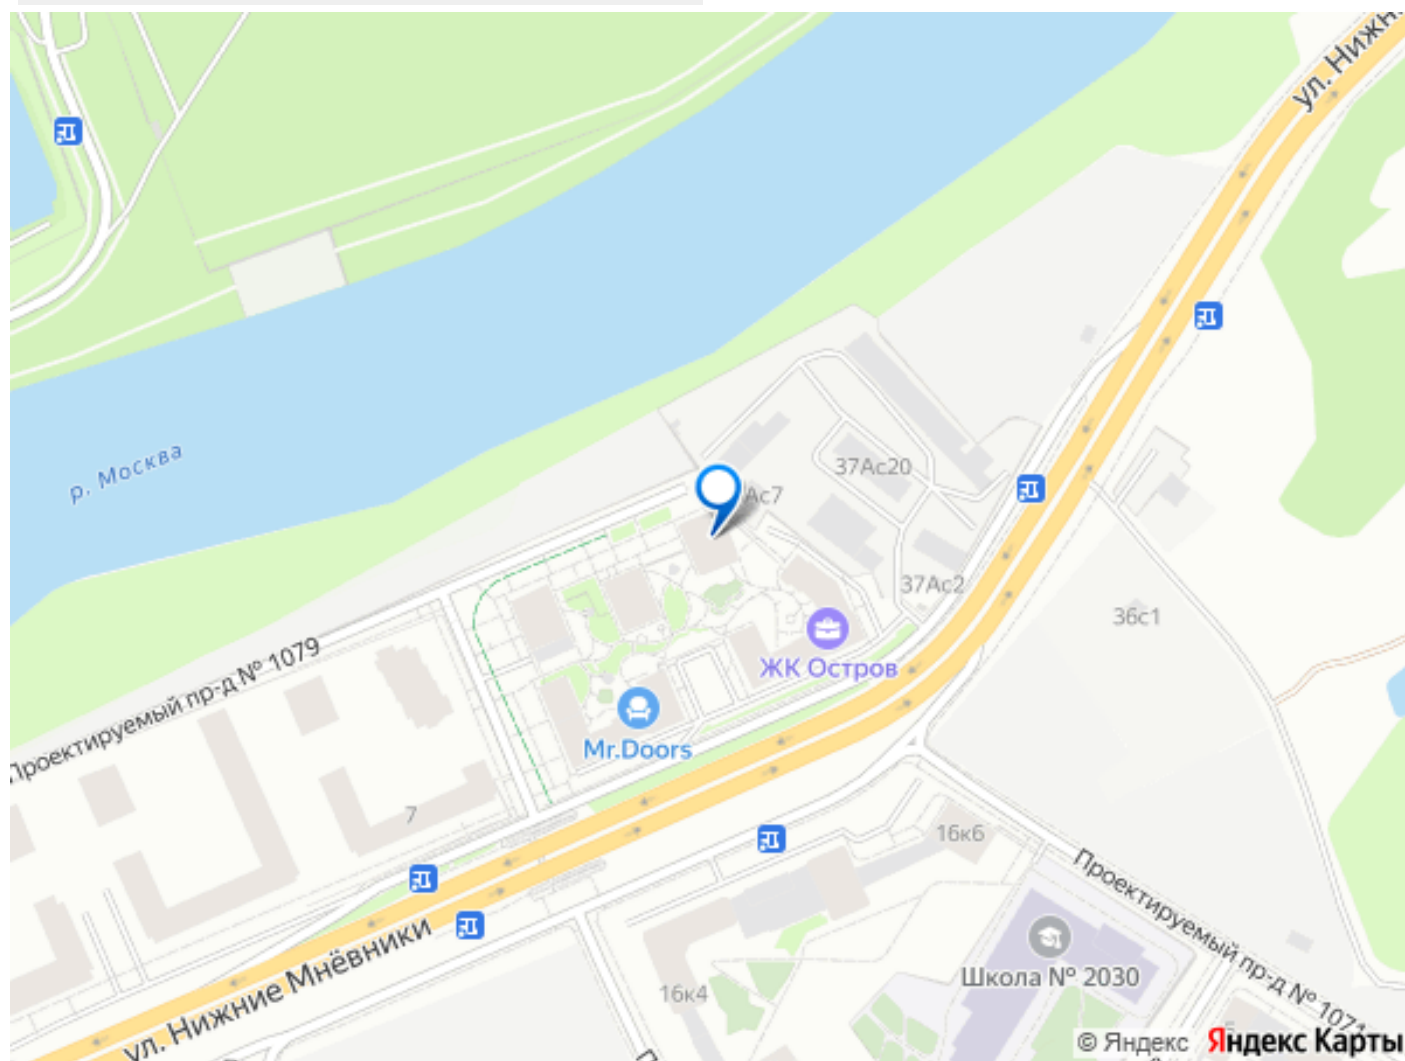 ул. Нижн
р. Москва
37Ас20
Ас7
37Ас2
36с1
ЖК Остров
Проектируемый пр-д № 1079
Mr.Doors
7
16к6
Проектируемый пр-д № 1071
ул. Нижние Мнёвники
Школа № 2030
16к4
© Яндекс Яндекс Карты